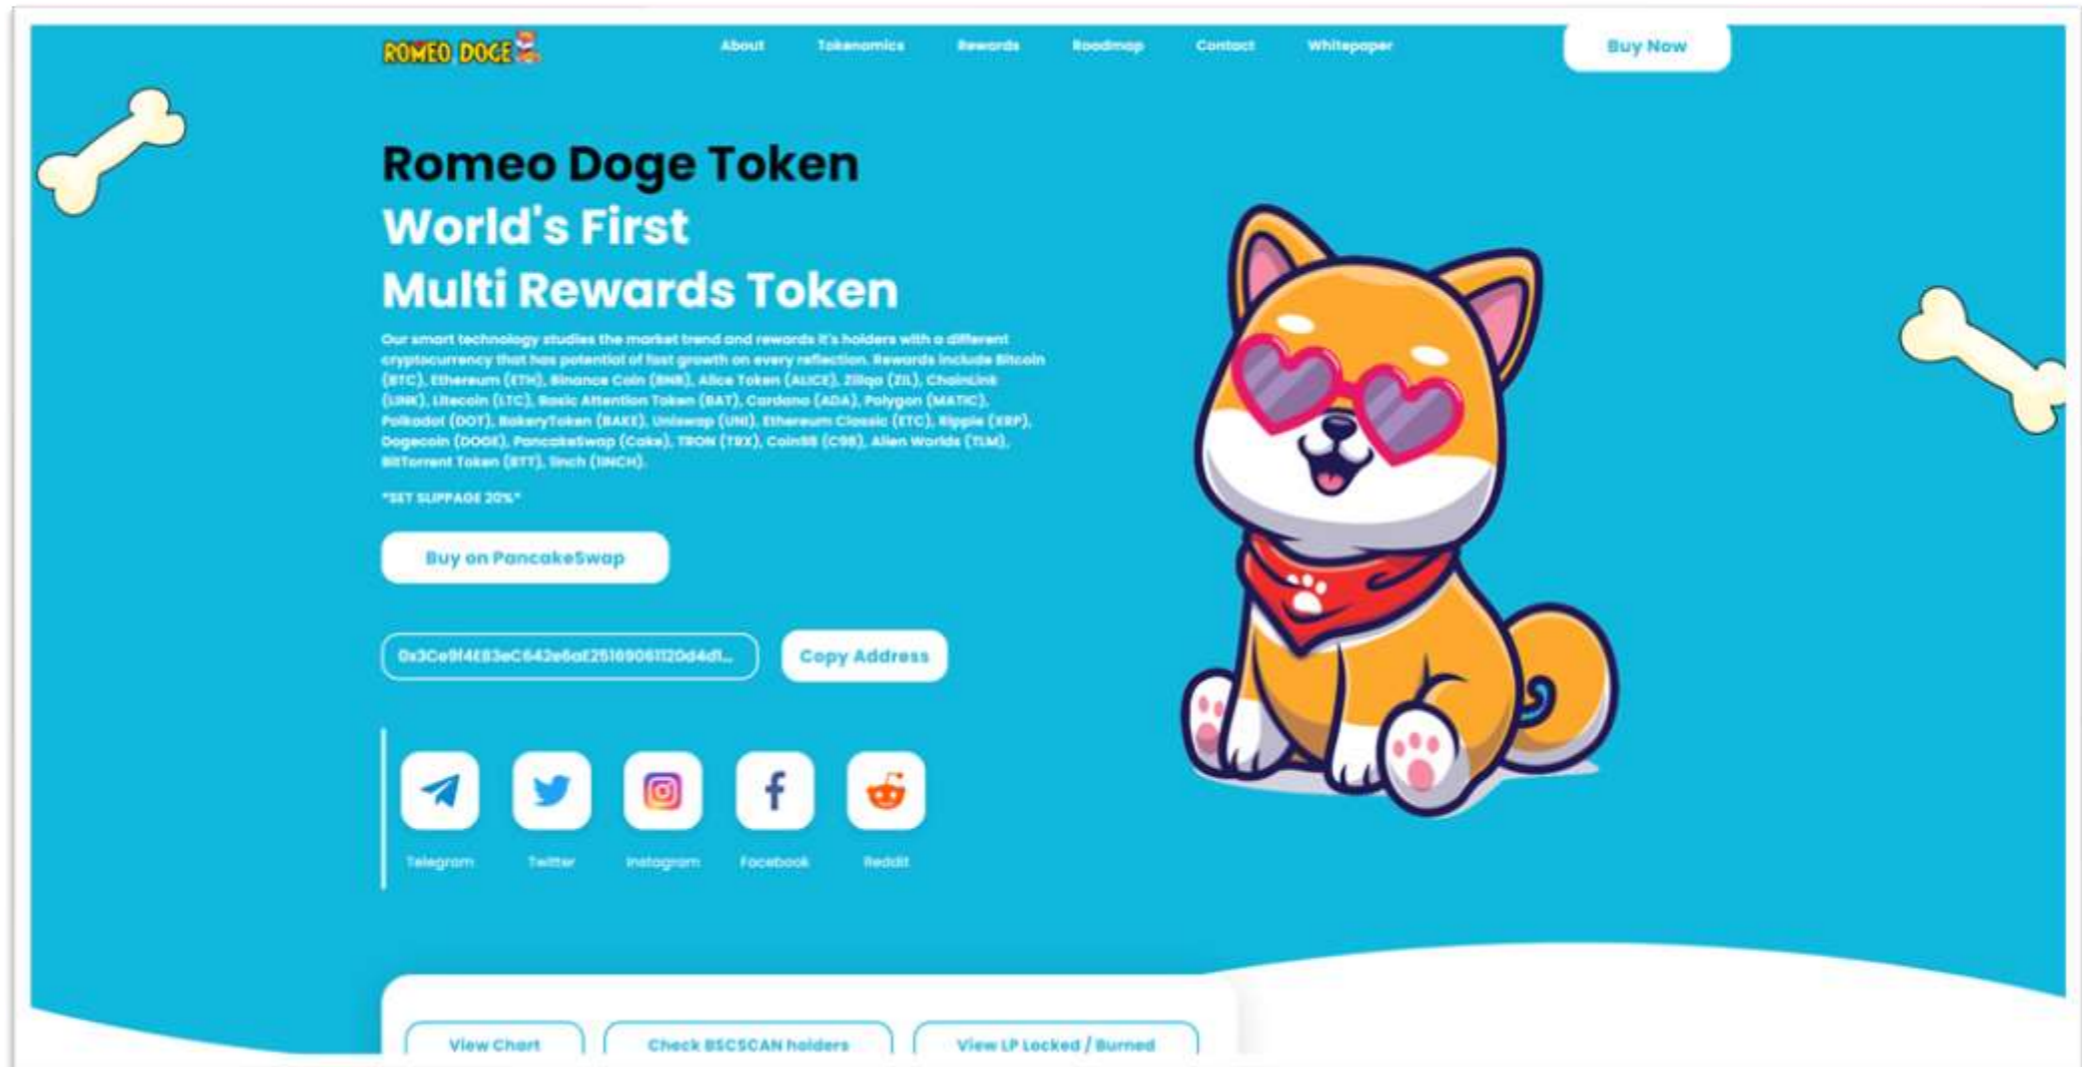 ROMEO DOGE
About Tokenomics Rewards Roadmap Contact Whitepaper Buy Now
Romeo Doge Token
World's First
Multi Rewards Token
Our smart technology studies the market trend and rewards it's holders with a different
cryptocurrency that has potential of fast growth on every reflection. Rewards include Bitcoin
(BTC), Ethereum (ETH), Binance Coin (BNB), Alice Token (ALICE), Zilliqa (ZIL), ChainLink
(LINK), Litecoin (LTC), Basic Attention Token (BAT), Cardano (ADA), Polygon (MATIC),
Polkadot (DOT), BakeryToken (BAKE), Uniswap (UNI), Ethereum Classic (ETC), Ripple (XRP),
Dogecoin (DOGE), PancakeSwap (Cake), TRON (TRX), Coin98 (C98), Alien Worlds (TLM),
BitTorrent Token (BTT), 1inch (1INCH).
*SET SLIPPAGE 20%*
Buy on PancakeSwap
Copy Address
Telegram Twitter Instagram Facebook Reddit
View Chart Check BSCSCAN holders View LP Locked / Burned